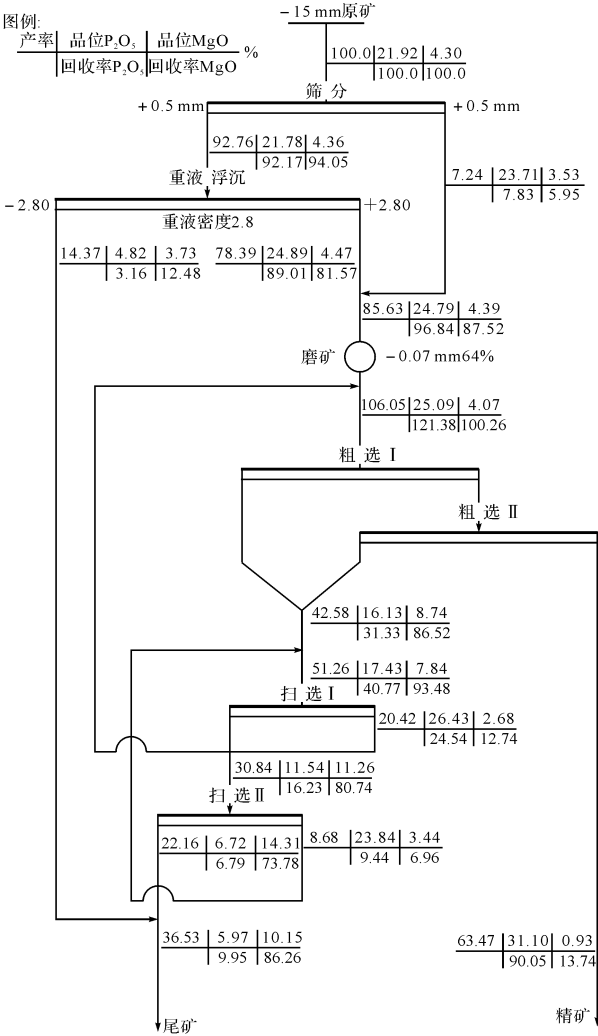 图例:
产率 品位P₂O₅ 品位MgO
回收率P₂O₅ 回收率MgO %
-15 mm原矿
100.0 21.92 4.30
100.0 100.0
筛 分
+0.5 mm +0.5 mm
92.76 21.78 4.36
92.17 94.05
7.24 23.71 3.53
7.83 5.95
重液 浮沉
-2.80 +2.80
重液密度2.8
14.37 4.82 3.73
3.16 12.48
78.39 24.89 4.47
89.01 81.57
85.63 24.79 4.39
96.84 87.52
磨矿 -0.07 mm64%
106.05 25.09 4.07
121.38 100.26
粗 选 Ⅰ
粗 选 Ⅱ
42.58 16.13 8.74
31.33 86.52
51.26 17.43 7.84
40.77 93.48
扫 选 Ⅰ
20.42 26.43 2.68
24.54 12.74
30.84 11.54 11.26
16.23 80.74
扫 选 Ⅱ
22.16 6.72 14.31
6.79 73.78
8.68 23.84 3.44
9.44 6.96
36.53 5.97 10.15
9.95 86.26
63.47 31.10 0.93
90.05 13.74
尾矿
精矿